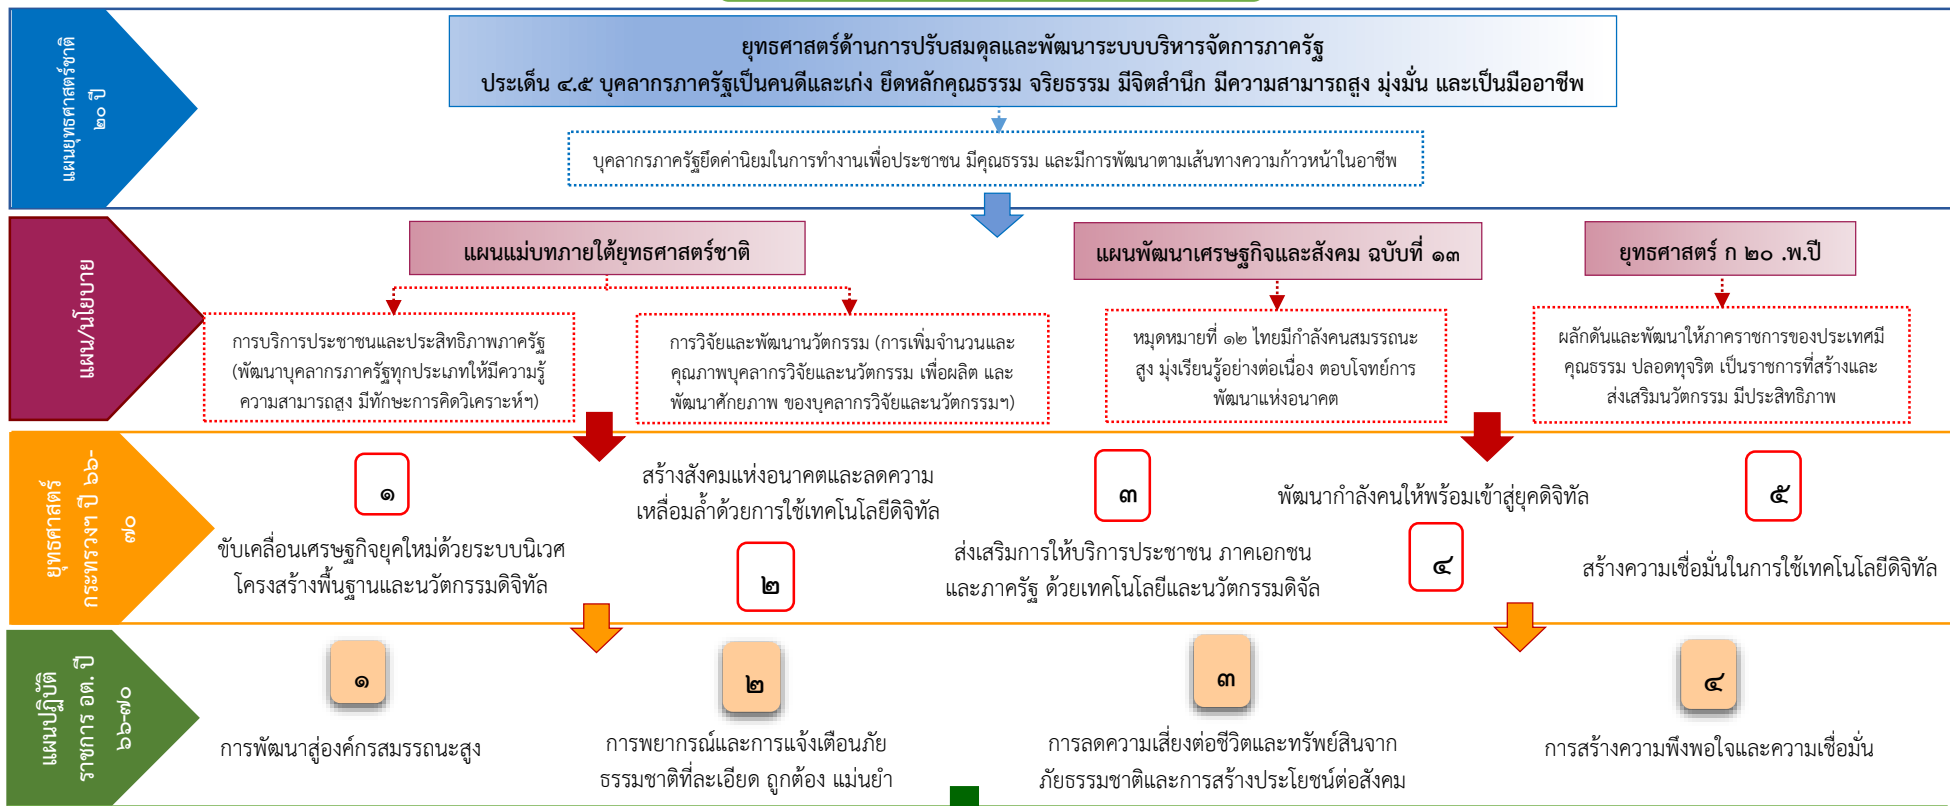 แผนยุทธศาสตร์ชาติ
๒๐ ปี
ยุทธศาสตร์ด้านการปรับสมดุลและพัฒนาระบบบริหารจัดการภาครัฐ
ประเด็น ๔.๕ บุคลากรภาครัฐเป็นคนดีและเก่ง ยึดหลักคุณธรรม จริยธรรม มีจิตสำนึก มีความสามารถสูง มุ่งมั่น และเป็นมืออาชีพ
บุคลากรภาครัฐยึดค่านิยมในการทำงานเพื่อประชาชน มีคุณธรรม และมีการพัฒนาตามเส้นทางความก้าวหน้าในอาชีพ
แผน/นโยบาย
แผนแม่บทภายใต้ยุทธศาสตร์ชาติ
การบริการประชาชนและประสิทธิภาพภาครัฐ
(พัฒนาบุคลากรภาครัฐทุกประเภทให้มีความรู้
ความสามารถสูง มีทักษะการคิดวิเคราะห์ฯ)
การวิจัยและพัฒนานวัตกรรม (การเพิ่มจำนวนและ
คุณภาพบุคลากรวิจัยและนวัตกรรม เพื่อผลิต และ
พัฒนาศักยภาพ ของบุคลากรวิจัยและนวัตกรรมฯ)
แผนพัฒนาเศรษฐกิจและสังคม ฉบับที่ ๑๓
หมุดหมายที่ ๑๒ ไทยมีกำลังคนสมรรถนะ
สูง มุ่งเรียนรู้อย่างต่อเนื่อง ตอบโจทย์การ
พัฒนาแห่งอนาคต
ยุทธศาสตร์ ก ๒๐ .พ.ปี
ผลักดันและพัฒนาให้ภาคราชการของประเทศมี
คุณธรรม ปลอดทุจริต เป็นราชการที่สร้างและ
ส่งเสริมนวัตกรรม มีประสิทธิภาพ
ยุทธศาสตร์
กระทรวงฯ ปี ๖๖-
๗๐
๑
ขับเคลื่อนเศรษฐกิจยุคใหม่ด้วยระบบนิเวศ
โครงสร้างพื้นฐานและนวัตกรรมดิจิทัล
สร้างสังคมแห่งอนาคตและลดความ
เหลื่อมล้ำด้วยการใช้เทคโนโลยีดิจิทัล
๒
๓
ส่งเสริมการให้บริการประชาชน ภาคเอกชน
และภาครัฐ ด้วยเทคโนโลยีและนวัตกรรมดิจัล
พัฒนากำลังคนให้พร้อมเข้าสู่ยุคดิจิทัล
๔
๕
สร้างความเชื่อมั่นในการใช้เทคโนโลยีดิจิทัล
แผนปฏิบัติ
ราชการ อต. ปี
๖๖-๗๐
๑
การพัฒนาสู่องค์กรสมรรถนะสูง
๒
การพยากรณ์และการแจ้งเตือนภัย
ธรรมชาติที่ละเอียด ถูกต้อง แม่นยำ
๓
การลดความเสี่ยงต่อชีวิตและทรัพย์สินจาก
ภัยธรรมชาติและการสร้างประโยชน์ต่อสังคม
๔
การสร้างความพึงพอใจและความเชื่อมั่น